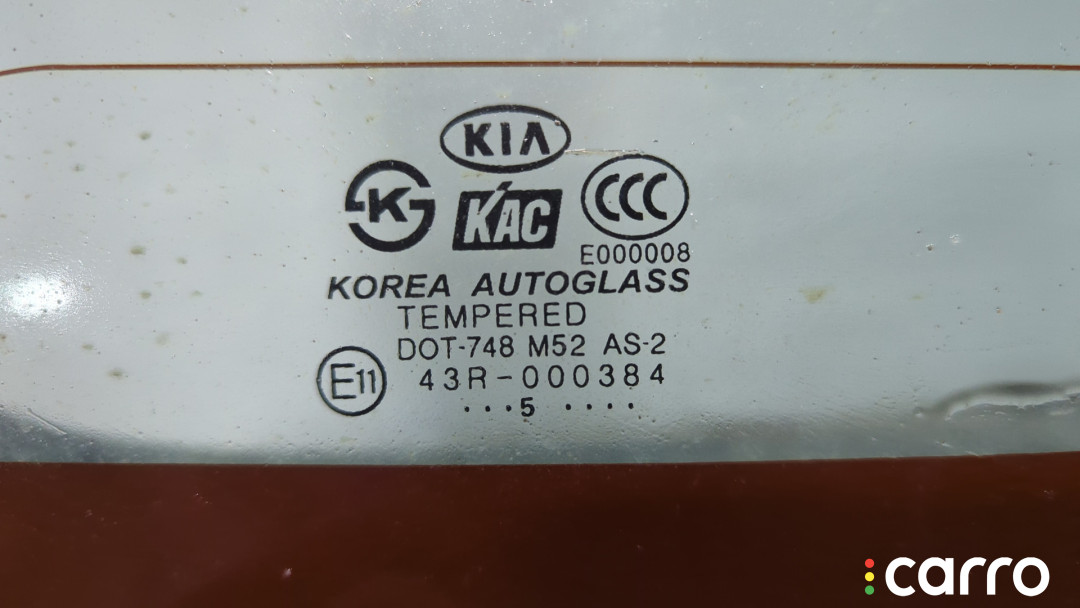 KIA
K
KAC
CCC
E000008
KOREA AUTOGLASS
TEMPERED
DOT-748 M52 AS-2
E11
43R-000384
...5 ....
carro